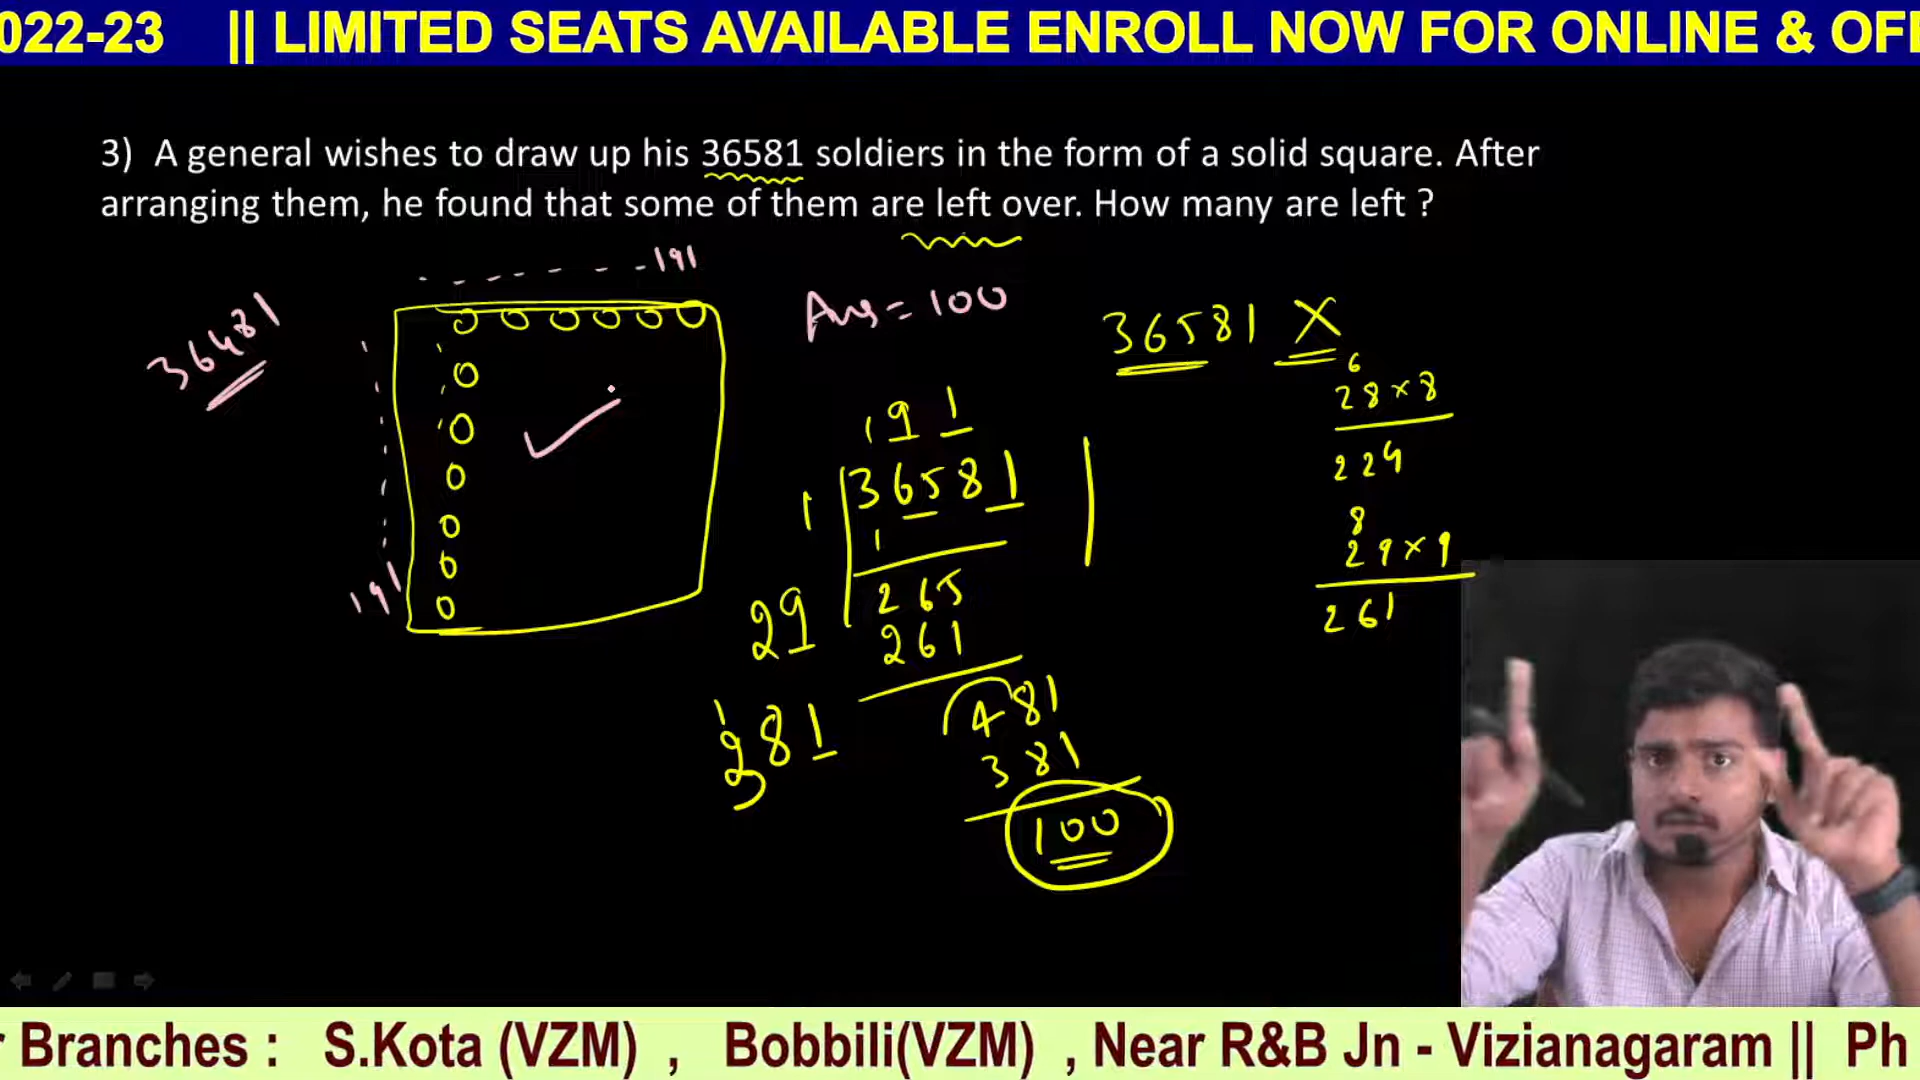 022-23 || LIMITED SEATS AVAILABLE ENROLL NOW FOR ONLINE & OFF
3) A general wishes to draw up his 36581 soldiers in the form of a solid square. After
arranging them, he found that some of them are left over. How many are left ?
191
36481
Ans = 100
36581 X
6
28×8
224
8
29×9
261
191
1 36581
1
265
29 261
481
381 381
100
191
r Branches : S.Kota (VZM) , Bobbili(VZM) , Near R&B Jn - Vizianagaram || Ph